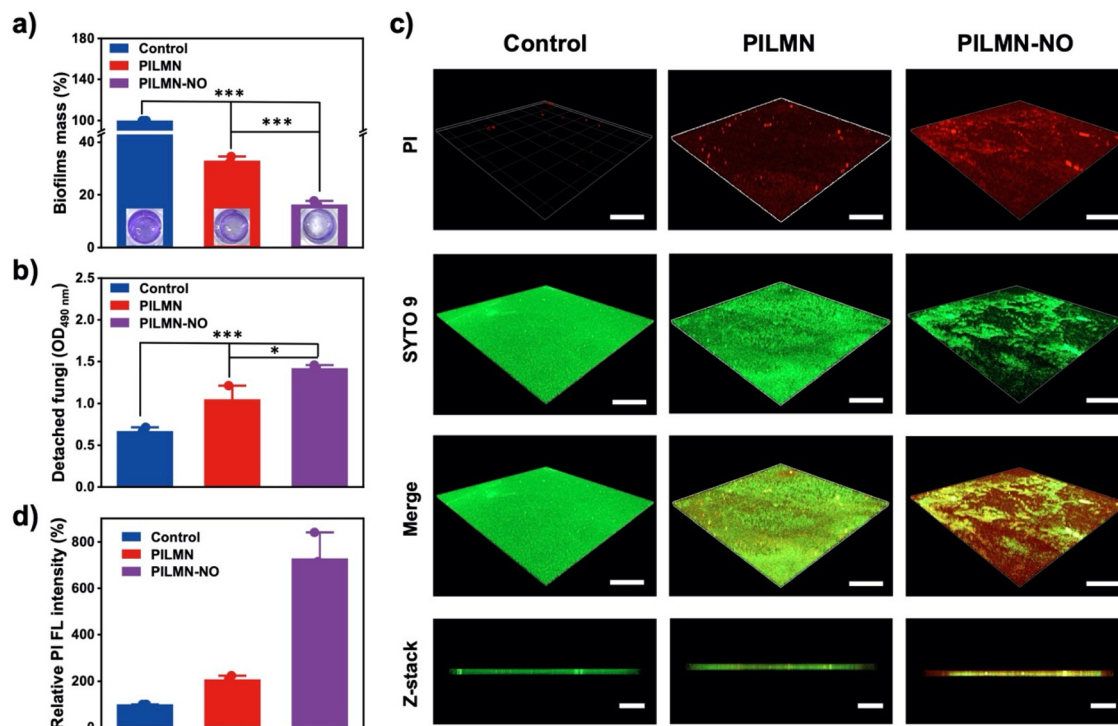 a)
Biofilms mass (%)
180
140
100
40
20
0
Control
PILMN
PILMN-NO
***
***
b)
Detached fungi (OD490 nm)
2.5
2.0
1.5
1.0
0.5
0.0
Control
PILMN
PILMN-NO
***
*
d)
Relative PI FL intensity (%)
800
600
400
200
0
Control
PILMN
PILMN-NO
c)
Control PILMN PILMN-NO
PI
SYTO 9
Merge
Z-stack